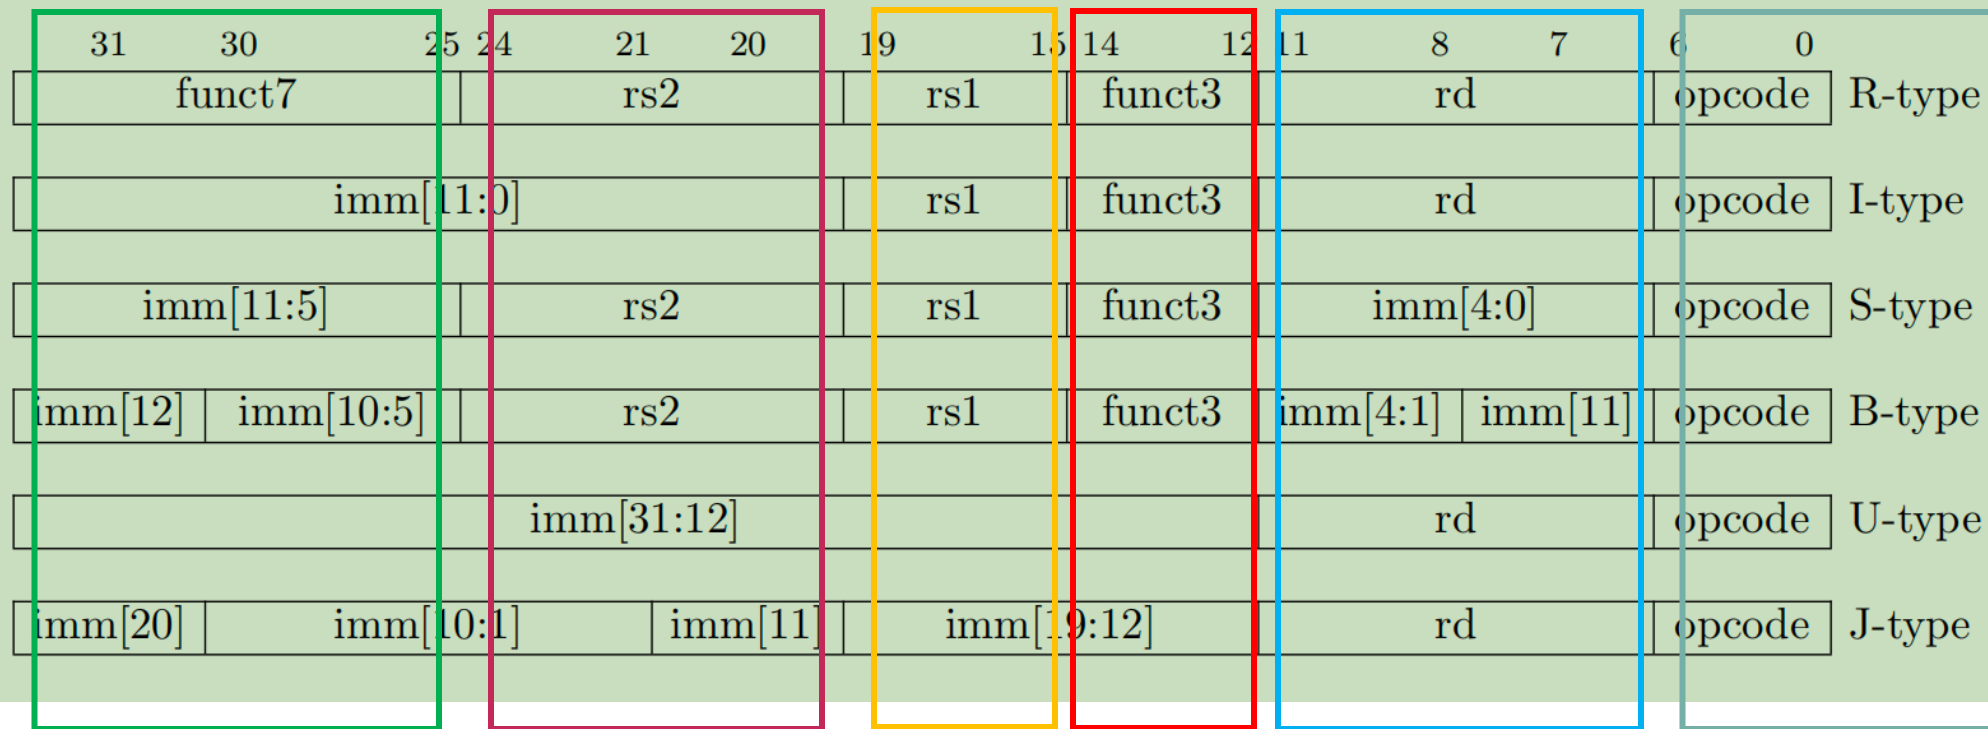 31 30 25 24 21 20 19 15 14 12 11 8 7 6 0
funct7 rs2 rs1 funct3 rd opcode R-type
imm[11:0] rs1 funct3 rd opcode I-type
imm[11:5] rs2 rs1 funct3 imm[4:0] opcode S-type
imm[12] imm[10:5] rs2 rs1 funct3 imm[4:1] imm[11] opcode B-type
imm[31:12] rd opcode U-type
imm[20] imm[10:1] imm[11] imm[19:12] rd opcode J-type